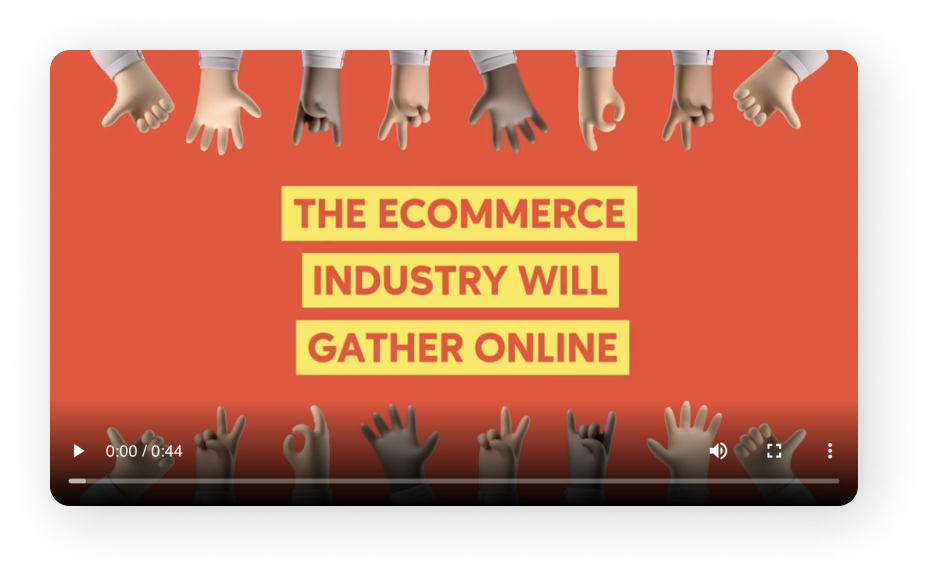 THE ECOMMERCE
INDUSTRY WILL
GATHER ONLINE
0:00 / 0:44